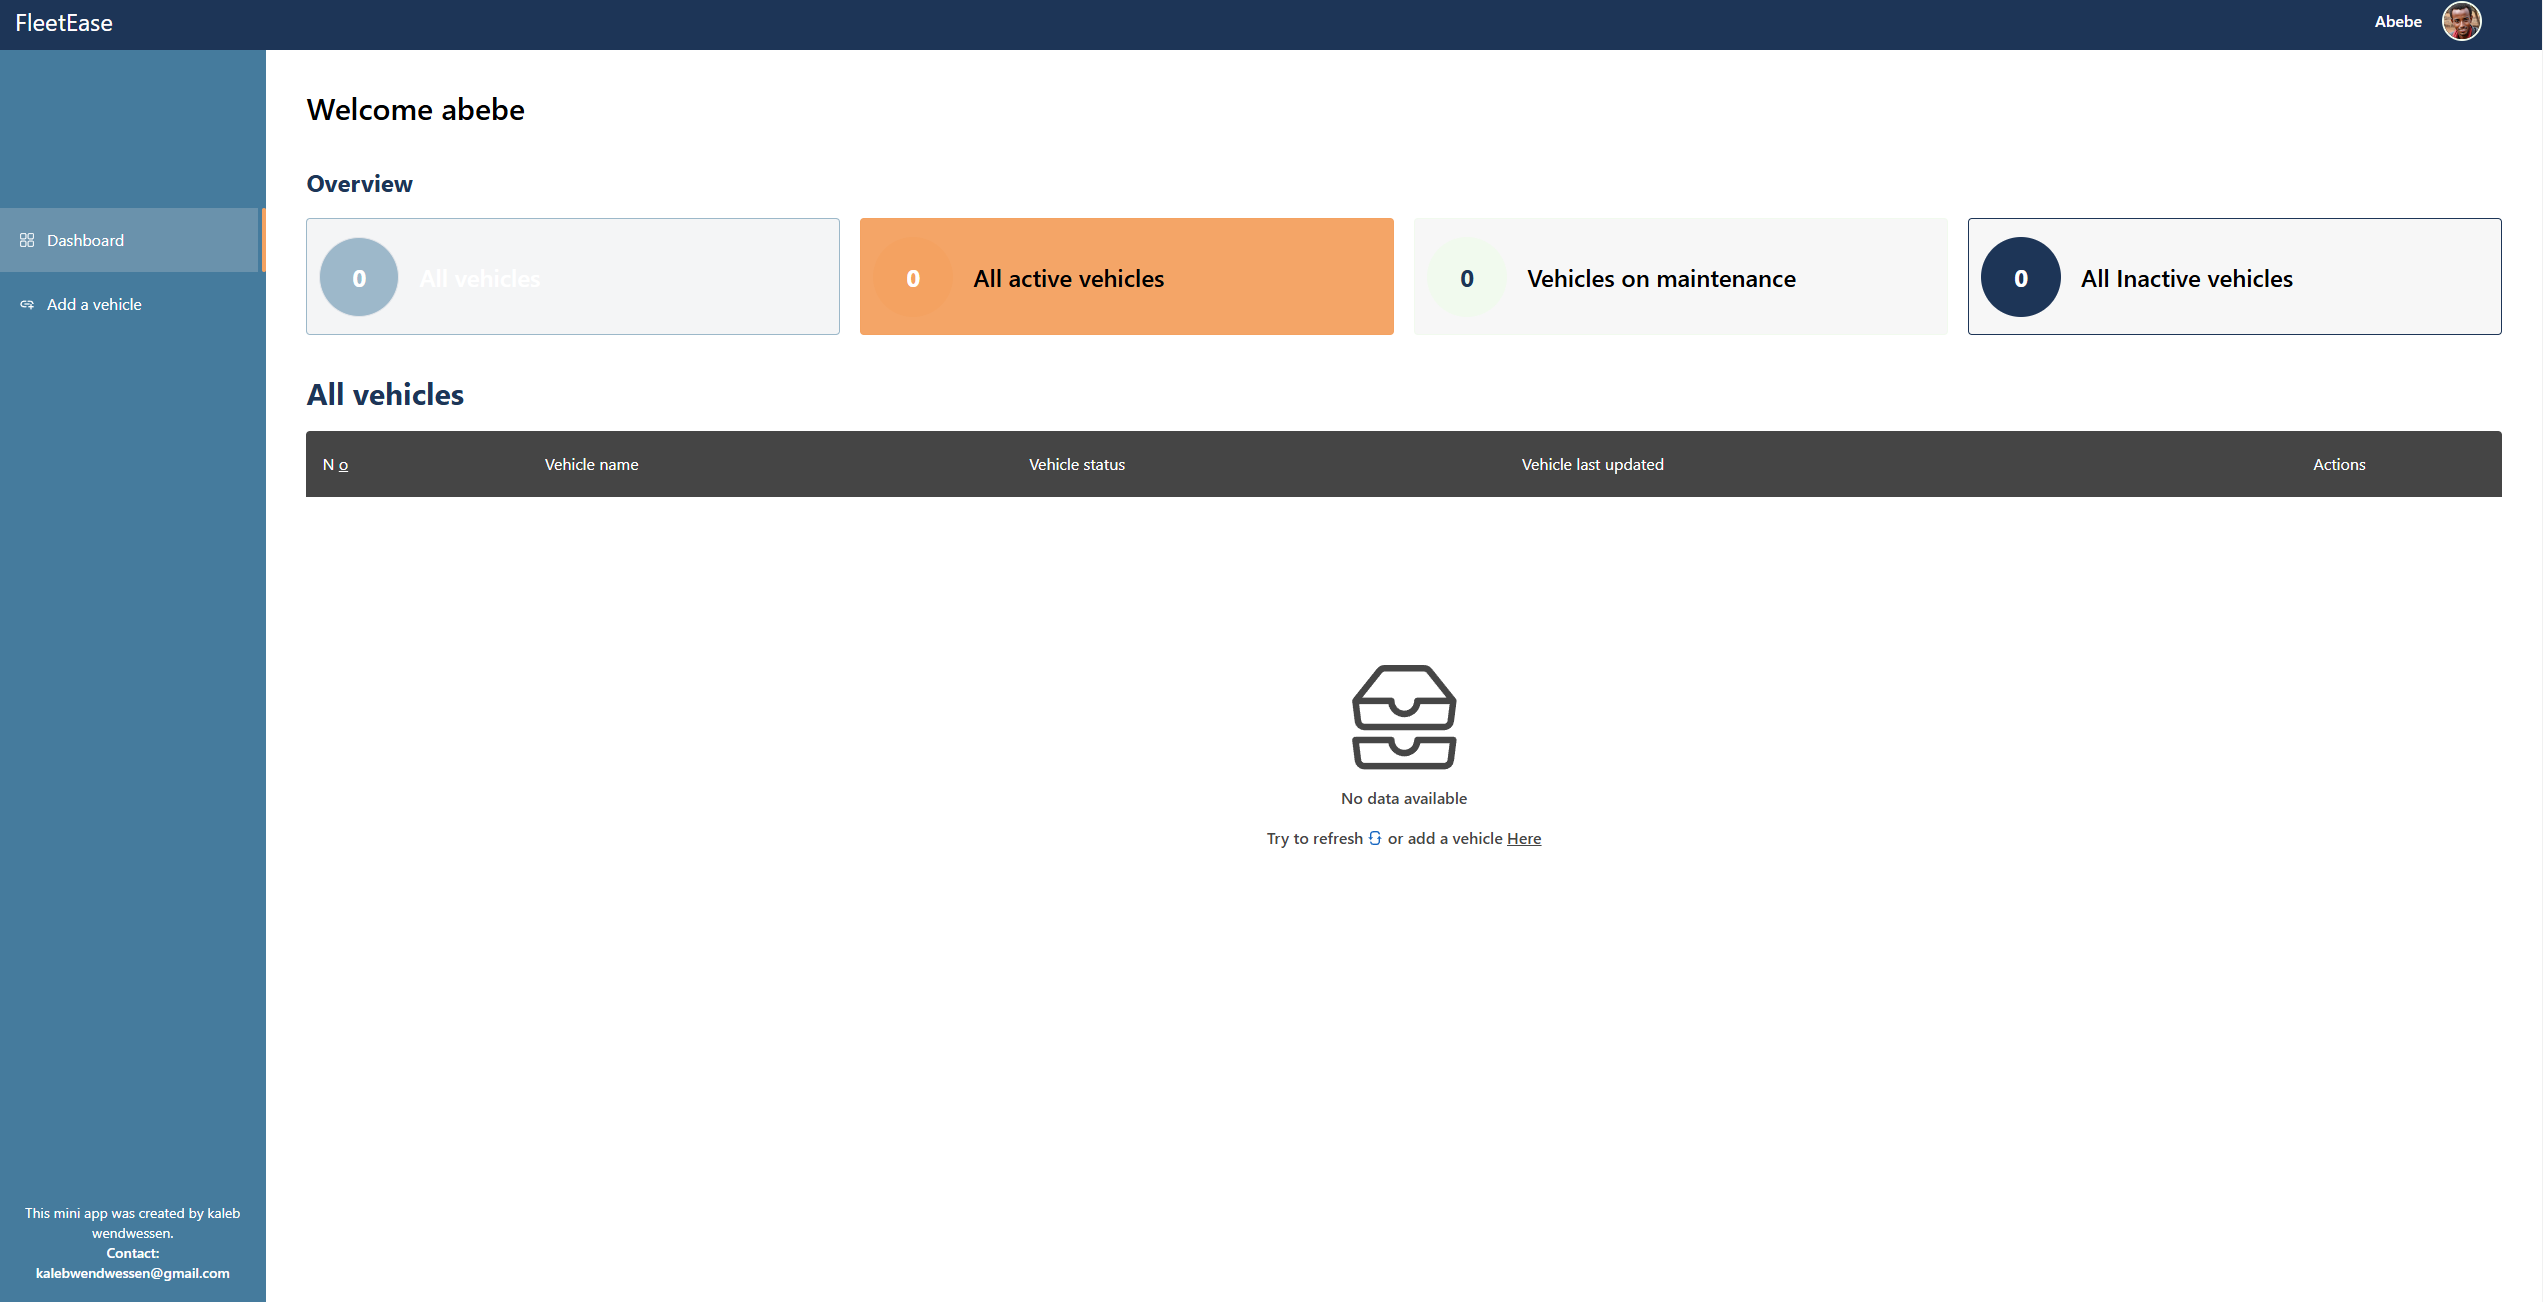 FleetEase
Abebe
Welcome abebe
Overview
Dashboard
Add a vehicle
0 All vehicles
0 All active vehicles
0 Vehicles on maintenance
0 All Inactive vehicles
All vehicles
N o Vehicle name Vehicle status Vehicle last updated Actions
No data available
Try to refresh or add a vehicle Here
This mini app was created by kaleb
wendwessen.
Contact:
kalebwendwessen@gmail.com